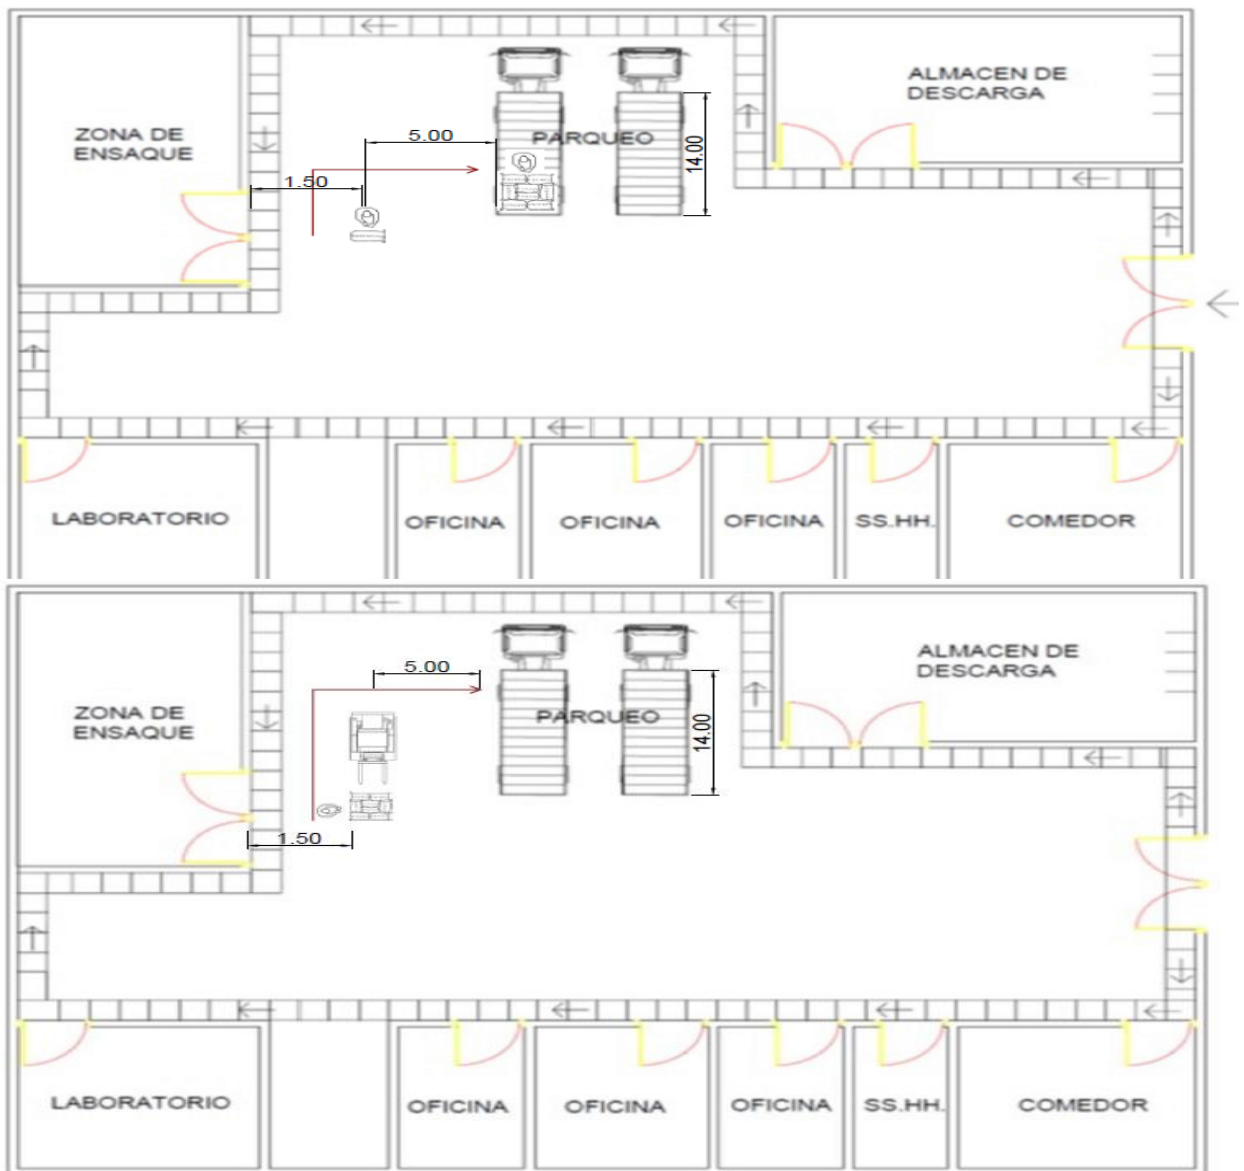 ALMACEN DE
DESCARGA
ZONA DE
ENSAQUE
5.00
PARQUEO
14.00
1.50
LABORATORIO
OFICINA
OFICINA
OFICINA
SS.HH.
COMEDOR
ALMACEN DE
DESCARGA
5.00
ZONA DE
ENSAQUE
PARQUEO
14.00
1.50
LABORATORIO
OFICINA
OFICINA
OFICINA
SS.HH.
COMEDOR